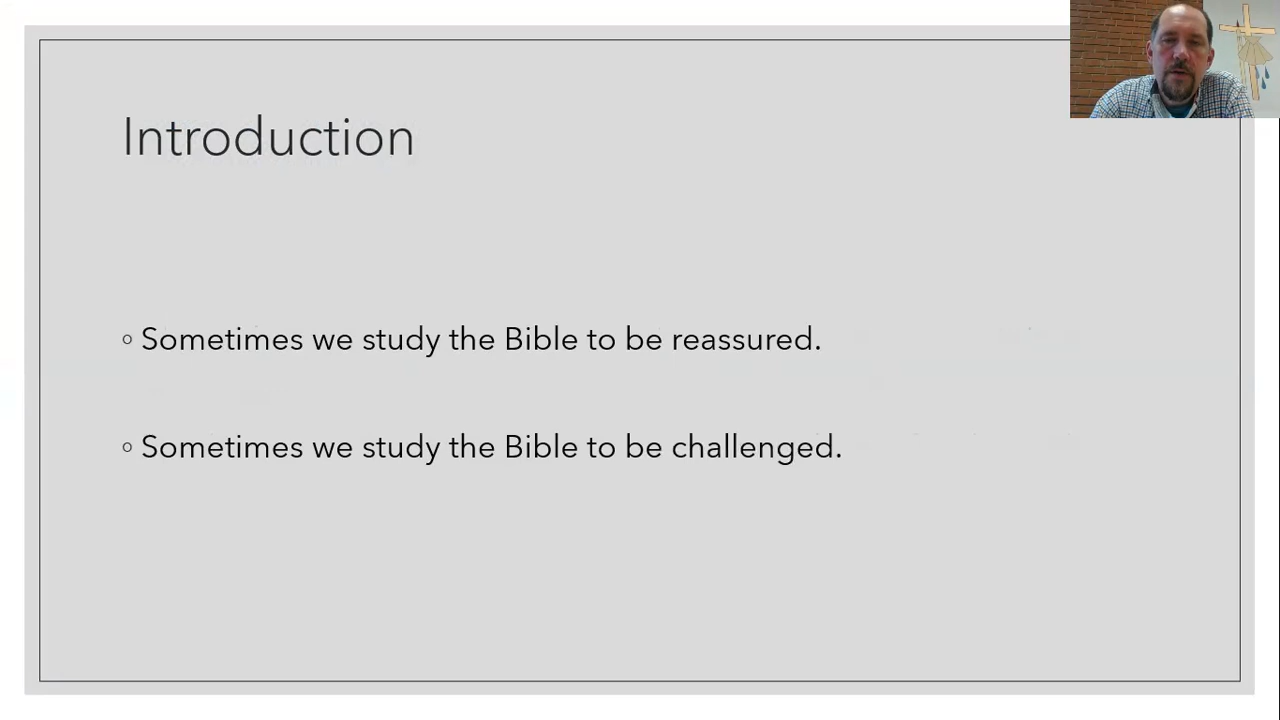 Introduction
◦ Sometimes we study the Bible to be reassured.
◦ Sometimes we study the Bible to be challenged.